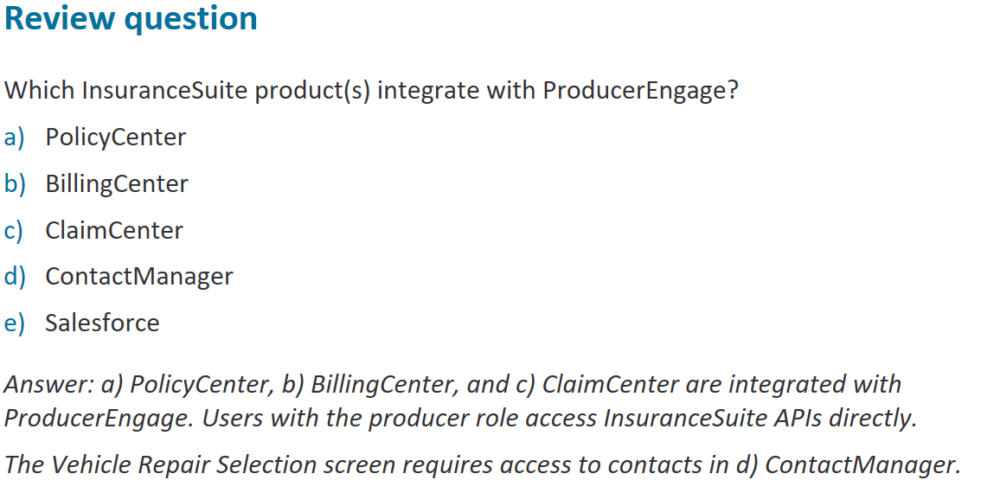 Review question
Which InsuranceSuite product(s) integrate with ProducerEngage?
a) PolicyCenter
b) BillingCenter
c) ClaimCenter
d) ContactManager
e) Salesforce
Answer: a) PolicyCenter, b) BillingCenter, and c) ClaimCenter are integrated with
ProducerEngage. Users with the producer role access InsuranceSuite APIs directly.
The Vehicle Repair Selection screen requires access to contacts in d) ContactManager.